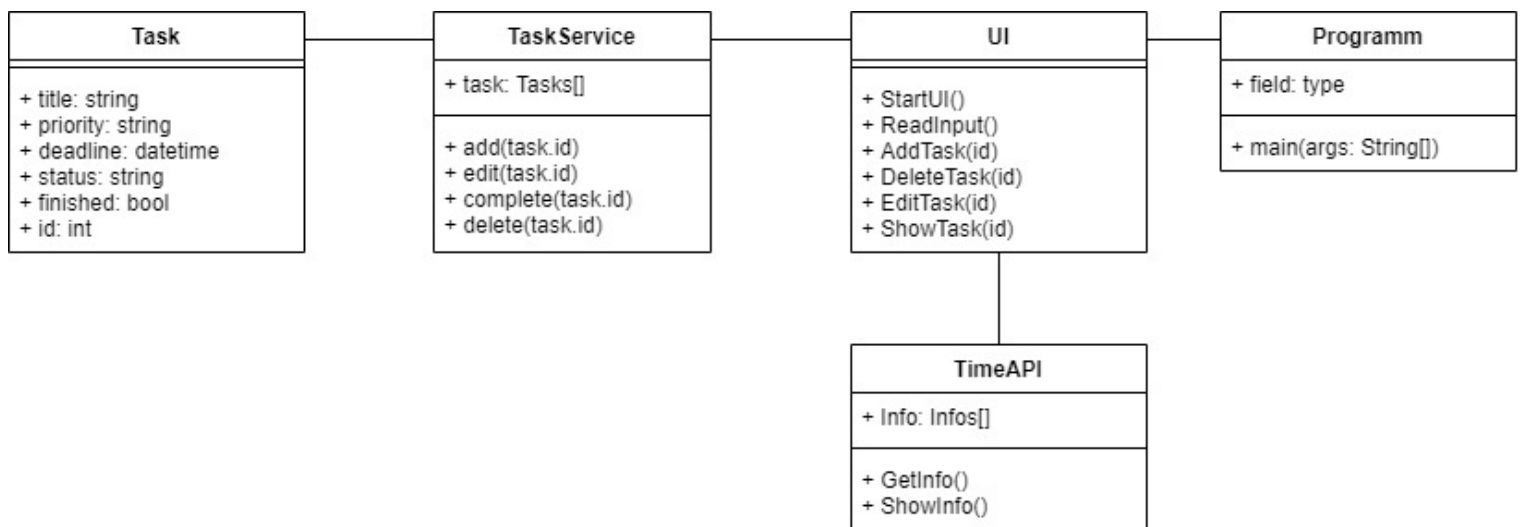 Task
+ title: string
+ priority: string
+ deadline: datetime
+ status: string
+ finished: bool
+ id: int
TaskService
+ task: Tasks[]
+ add(task.id)
+ edit(task.id)
+ complete(task.id)
+ delete(task.id)
UI
+ StartUI()
+ ReadInput()
+ AddTask(id)
+ DeleteTask(id)
+ EditTask(id)
+ ShowTask(id)
Programm
+ field: type
+ main(args: String[])
TimeAPI
+ Info: Infos[]
+ GetInfo()
+ ShowInfo()